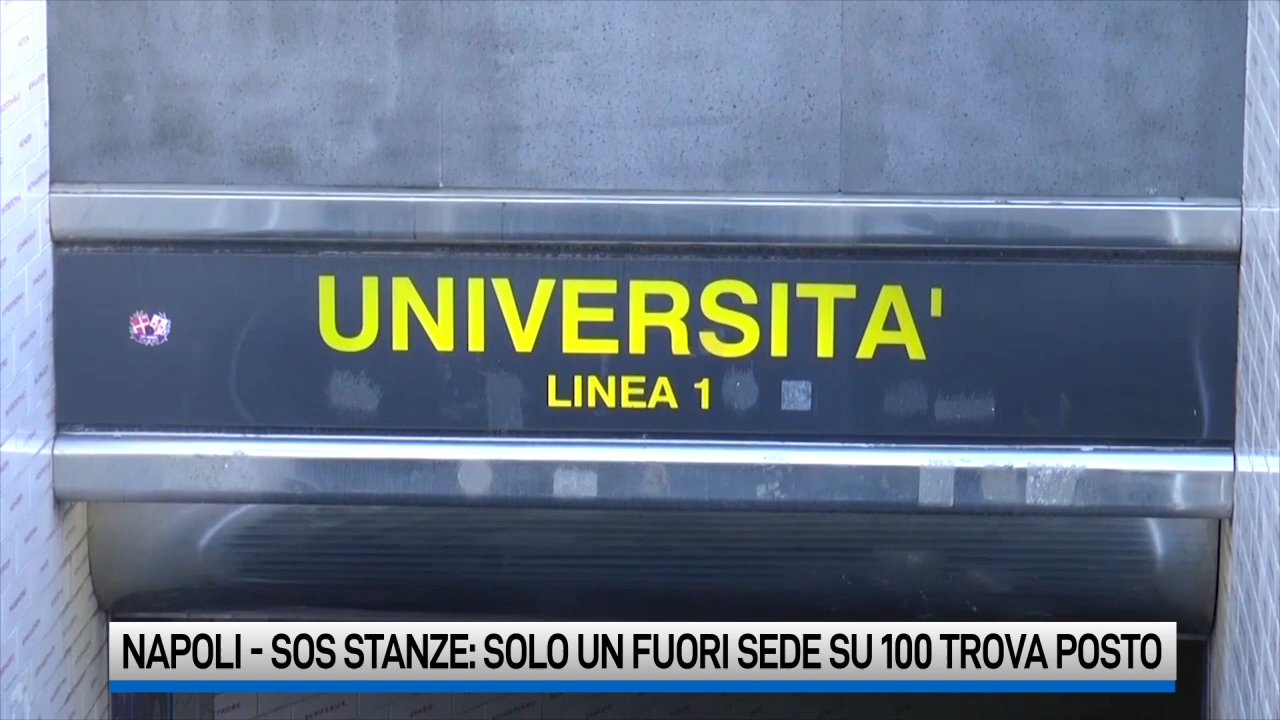 UNIVERSITA'
LINEA 1
NAPOLI - SOS STANZE: SOLO UN FUORI SEDE SU 100 TROVA POSTO